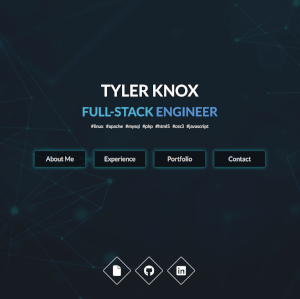 TYLER KNOX
FULL-STACK ENGINEER
#linux #apache #mysql #php #html5 #css3 #javascript
About Me
Experience
Portfolio
Contact
in